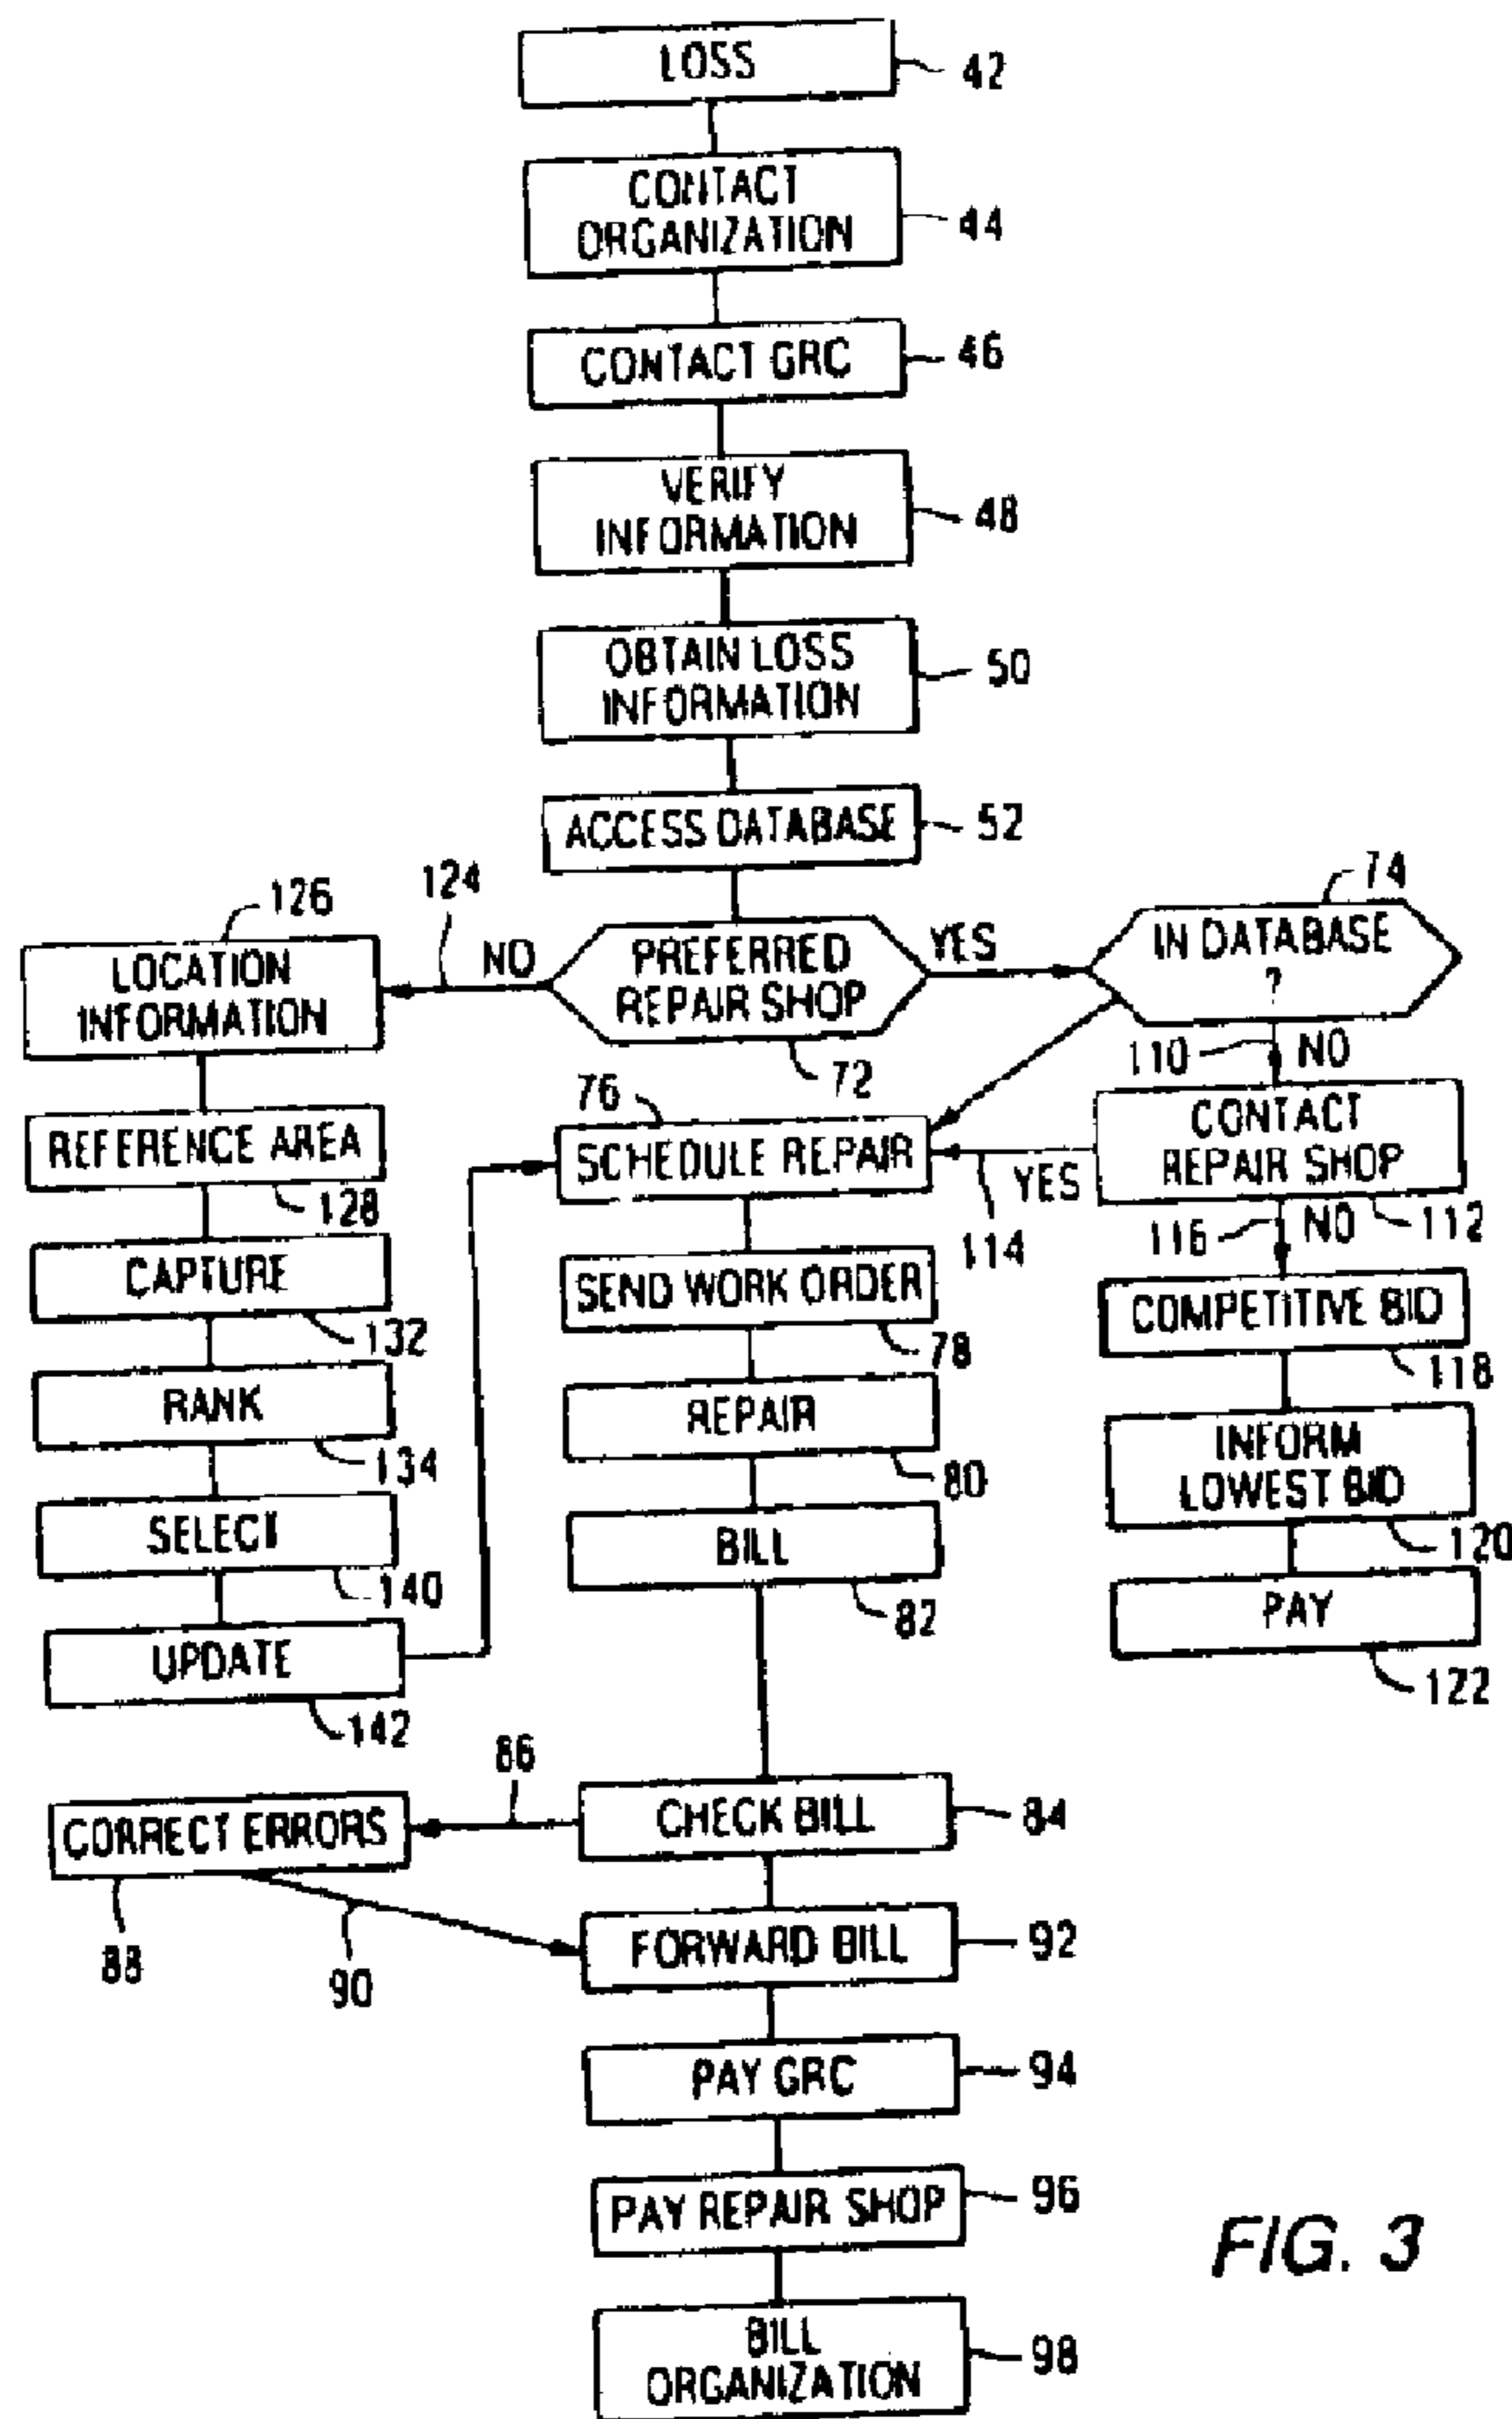 LOSS
42
CONTACT
ORGANIZATION
44
CONTACT GRC
46
VERIFY
INFORMATION
48
OBTAIN LOSS
INFORMATION
50
ACCESS DATABASE
52
126
124
74
LOCATION
INFORMATION
NO
PREFERRED
REPAIR SHOP
YES
IN DATABASE
?
72
110
NO
76
REFERENCE AREA
128
SCHEDULE REPAIR
YES
114
CONTACT
REPAIR SHOP
112
116
NO
CAPTURE
132
SEND WORK ORDER
78
COMPETITIVE BID
118
RANK
134
REPAIR
80
INFORM
LOWEST BID
120
SELECT
140
BILL
82
PAY
122
UPDATE
142
86
CORRECT ERRORS
88
CHECK BILL
84
90
FORWARD BILL
92
PAY GRC
94
PAY REPAIR SHOP
96
BILL
ORGANIZATION
98
FIG. 3